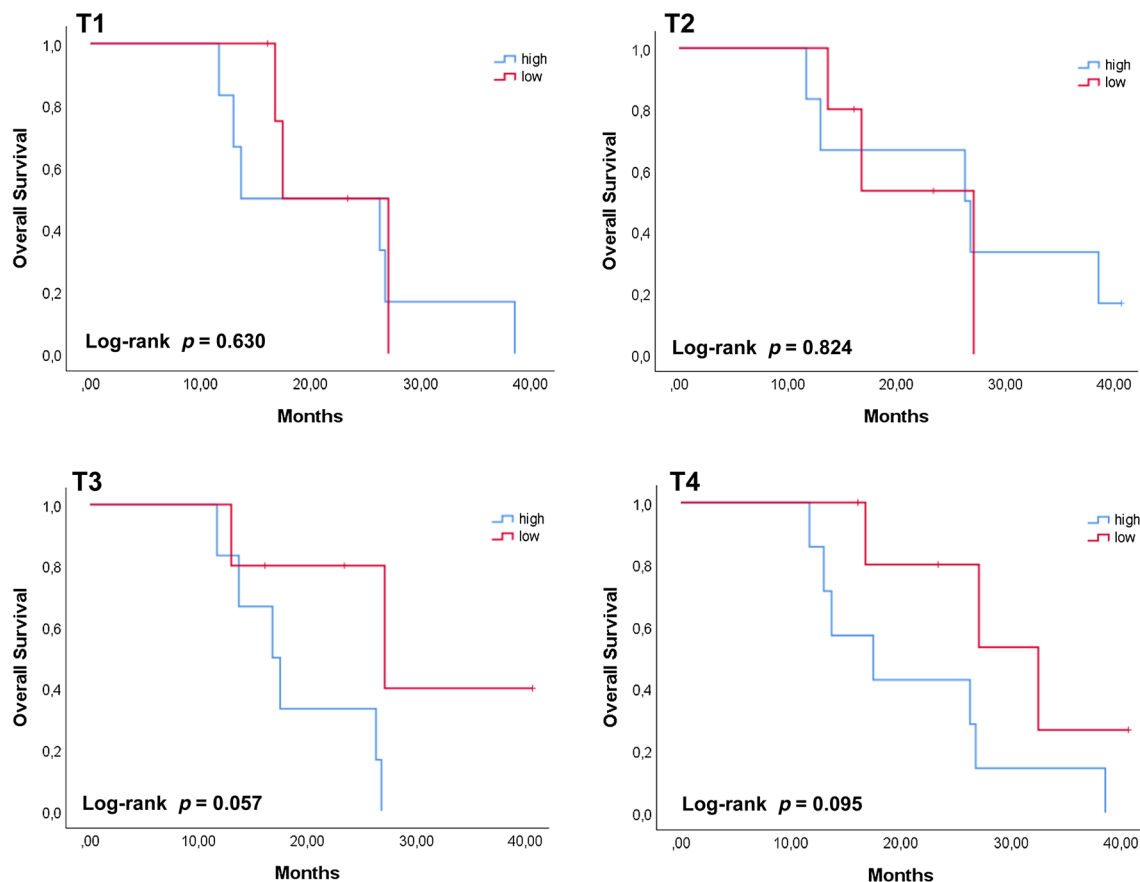 T1
1,0
0,8
0,6
0,4
0,2
0,0
Overall Survival
high
low
Log-rank p = 0.630
,00 10,00 20,00 30,00 40,00
Months
T2
1,0
0,8
0,6
0,4
0,2
0,0
Overall Survival
high
low
Log-rank p = 0.824
,00 10,00 20,00 30,00 40,00
Months
T3
1,0
0,8
0,6
0,4
0,2
0,0
Overall Survival
high
low
Log-rank p = 0.057
,00 10,00 20,00 30,00 40,00
Months
T4
1,0
0,8
0,6
0,4
0,2
0,0
Overall Survival
high
low
Log-rank p = 0.095
,00 10,00 20,00 30,00 40,00
Months